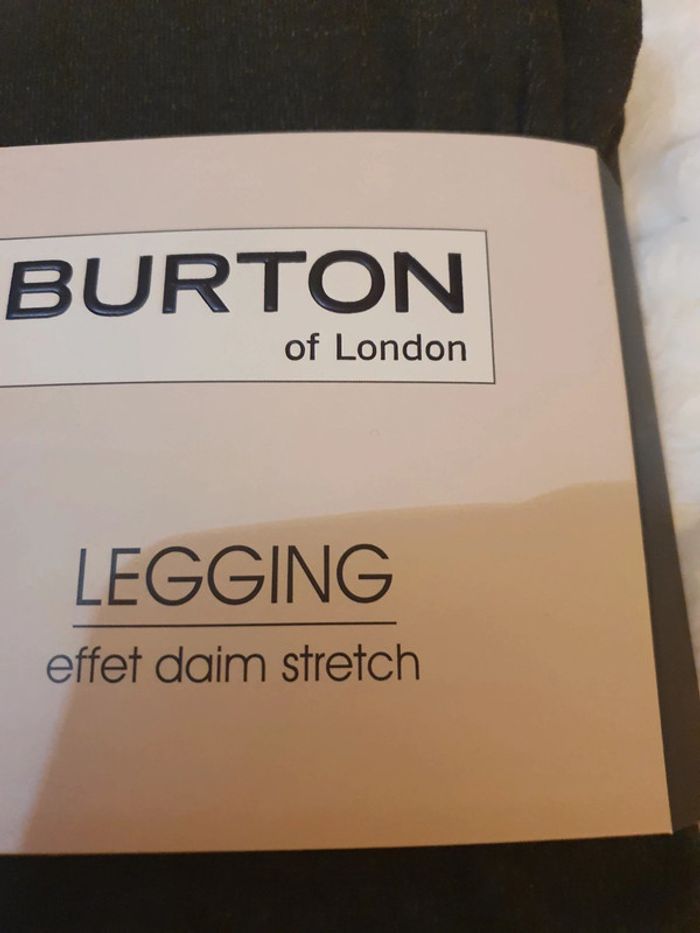 BURTON
of London
LEGGING
effet daim stretch